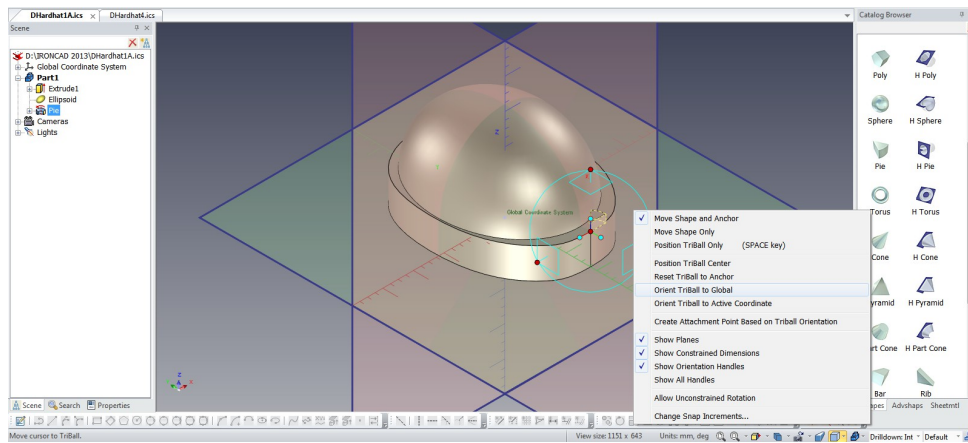 DHardhat1A.ics x DHardhat4.ics
Scene
D:\IRONCAD 2013\DHardhat1A.ics
Global Coordinate System
Part1
Extrude1
Ellipsoid
Pie
Cameras
Lights
Scene Search Properties
Z
Global Coordinate System
Z
X
Move Shape and Anchor
Move Shape Only
Position TriBall Only (SPACE key)
Position TriBall Center
Reset TriBall to Anchor
Orient TriBall to Global
Orient Triball to Active Coordinate
Create Attachment Point Based on Triball Orientation
Show Planes
Show Constrained Dimensions
Show Orientation Handles
Show All Handles
Allow Unconstrained Rotation
Change Snap Increments...
Catalog Browser
Poly H Poly
Sphere H Sphere
Pie H Pie
Torus H Torus
Cone H Cone
yramid H Pyramid
rt Cone H Part Cone
Bar Rib
apes Advshaps Sheetmtl
Move cursor to TriBall.
View size: 1151 x 643 Units: mm, deg Drilldown: Int Default